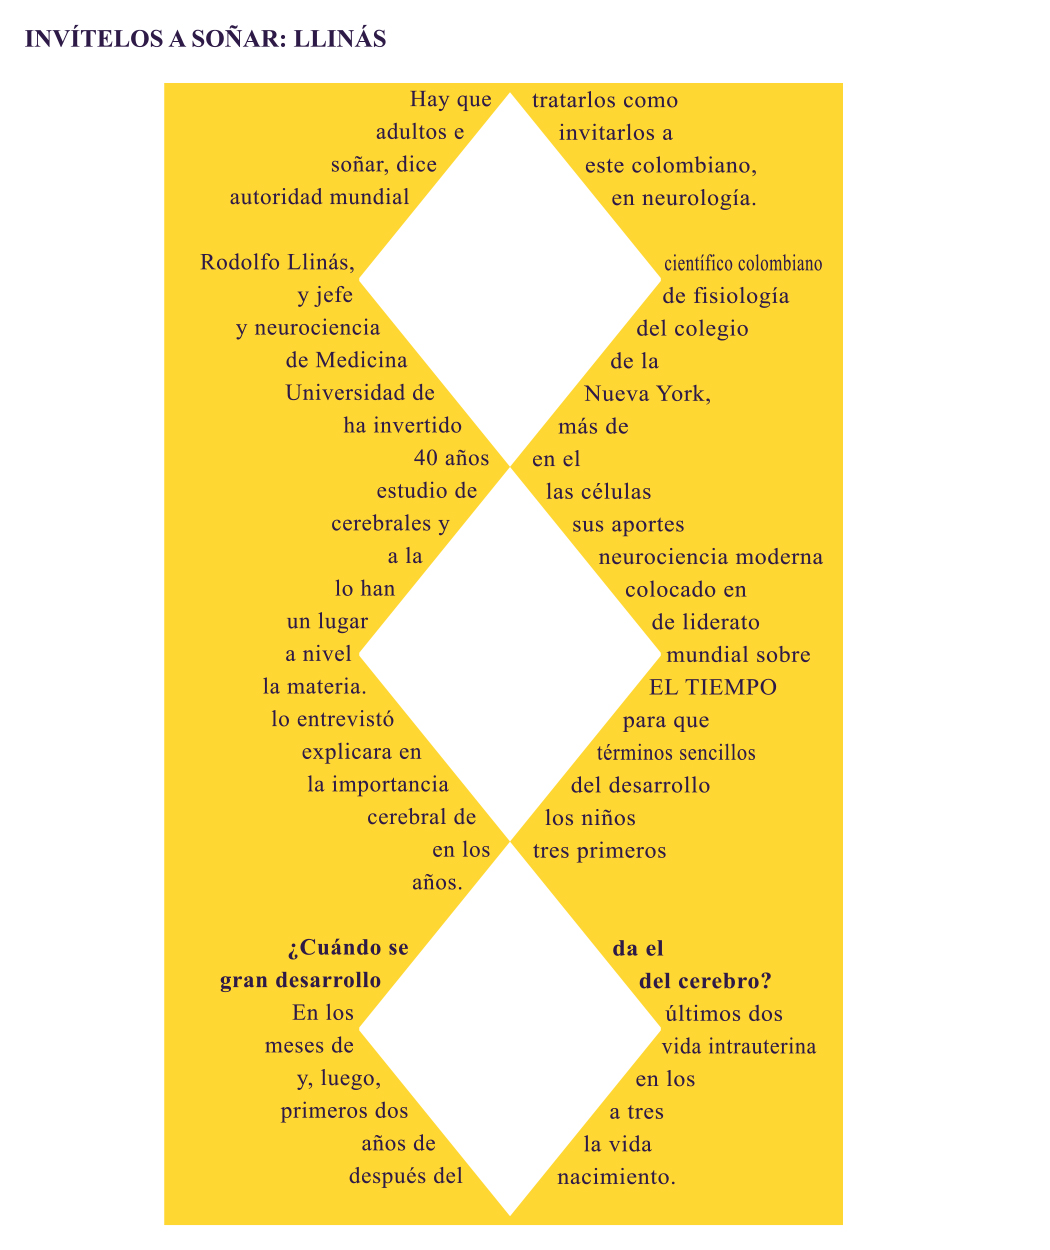 INVÍTELOS A SOÑAR: LLINÁS
Hay que tratarlos como
adultos e invitarlos a
soñar, dice este colombiano,
autoridad mundial en neurología.
Rodolfo Llinás, científico colombiano
y jefe de fisiología
y neurociencia del colegio
de Medicina de la
Universidad de Nueva York,
ha invertido más de
40 años en el
estudio de las células
cerebrales y sus aportes
a la neurociencia moderna
lo han colocado en
un lugar de liderato
a nivel mundial sobre
la materia. EL TIEMPO
lo entrevistó para que
explicara en términos sencillos
la importancia del desarrollo
cerebral de los niños
en los tres primeros
años.
¿Cuándo se da el
gran desarrollo del cerebro?
En los últimos dos
meses de vida intrauterina
y, luego, en los
primeros dos a tres
años de la vida
después del nacimiento.